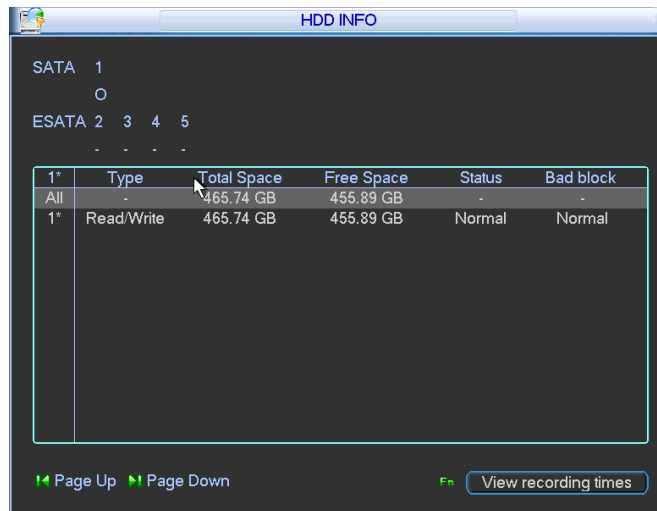 HDD INFO
SATA 1
O
ESATA 2 3 4 5
- - - -
1* Type Total Space Free Space Status Bad block
All - 465.74 GB 455.89 GB - -
1* Read/Write 465.74 GB 455.89 GB Normal Normal
Page Up Page Down Fn View recording times